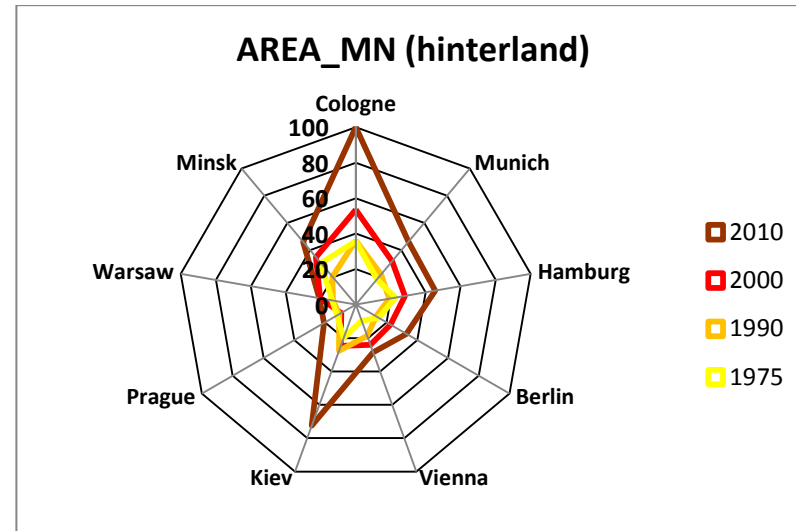 AREA_MN (hinterland)
Cologne
100
80
60
40
20
0
Munich
Hamburg
Berlin
Vienna
Kiev
Prague
Warsaw
Minsk
2010
2000
1990
1975